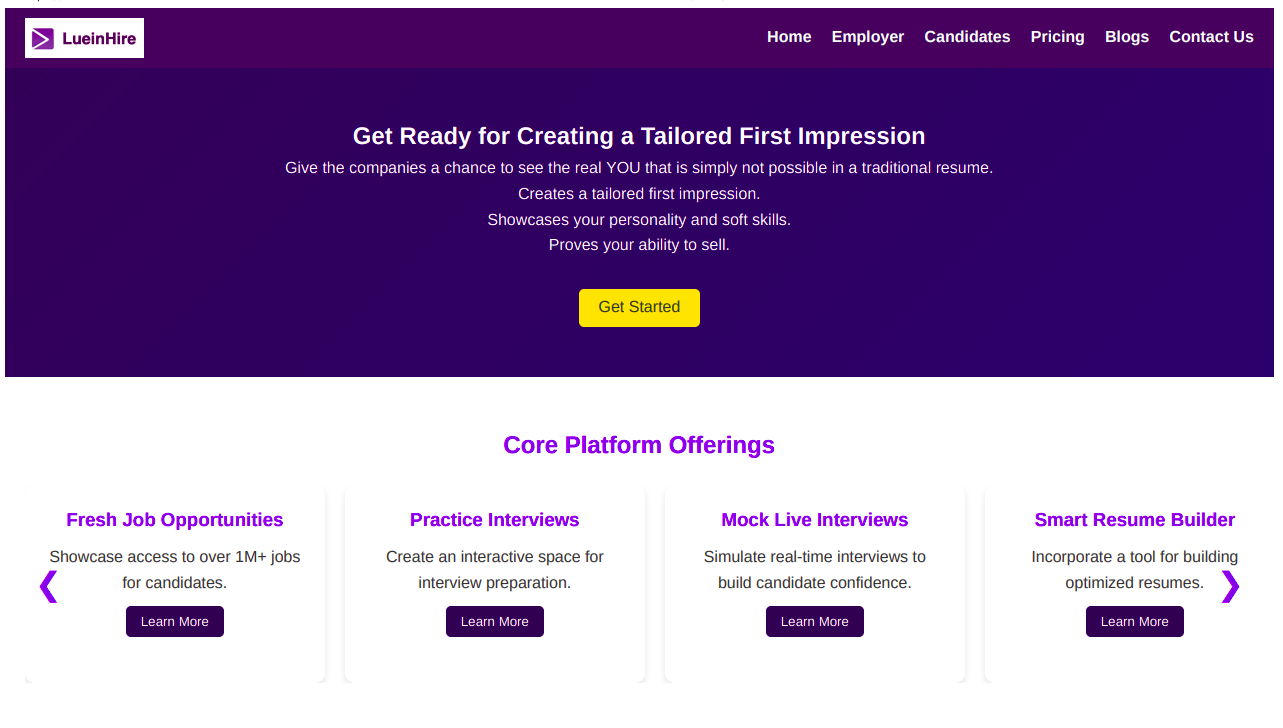 LueinHire
Home Employer Candidates Pricing Blogs Contact Us
Get Ready for Creating a Tailored First Impression
Give the companies a chance to see the real YOU that is simply not possible in a traditional resume.
Creates a tailored first impression.
Showcases your personality and soft skills.
Proves your ability to sell.
Get Started
Core Platform Offerings
Fresh Job Opportunities
Showcase access to over 1M+ jobs
for candidates.
Learn More
Practice Interviews
Create an interactive space for
interview preparation.
Learn More
Mock Live Interviews
Simulate real-time interviews to
build candidate confidence.
Learn More
Smart Resume Builder
Incorporate a tool for building
optimized resumes.
Learn More